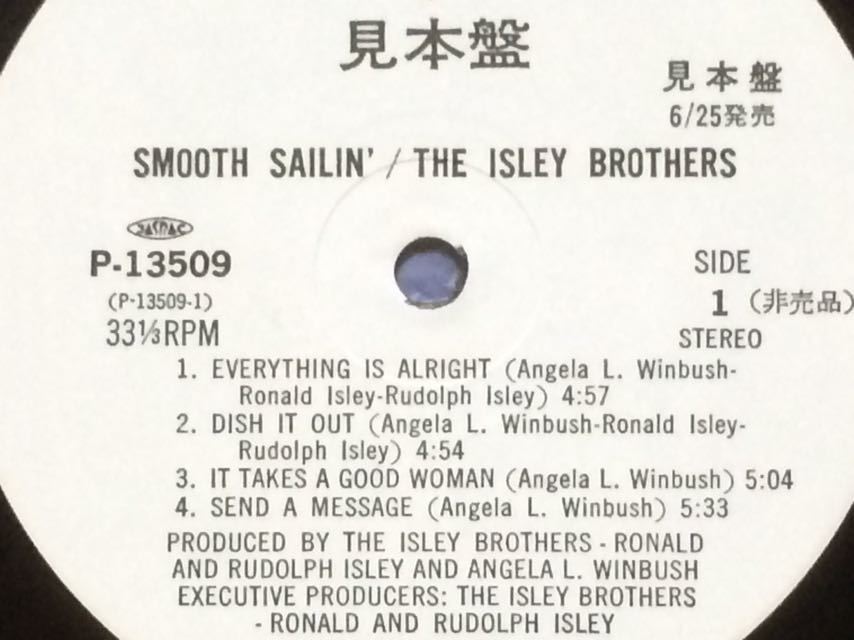 見本盤
見本盤
6/25発売
SMOOTH SAILIN' / THE ISLEY BROTHERS
JASRAC
P-13509
(P-13509-1)
33⅓RPM
SIDE
1 (非売品)
STEREO
1. EVERYTHING IS ALRIGHT (Angela L. Winbush-
Ronald Isley-Rudolph Isley) 4:57
2. DISH IT OUT (Angela L. Winbush-Ronald Isley-
Rudolph Isley) 4:54
3. IT TAKES A GOOD WOMAN (Angela L. Winbush) 5:04
4. SEND A MESSAGE (Angela L. Winbush) 5:33
PRODUCED BY THE ISLEY BROTHERS - RONALD
AND RUDOLPH ISLEY AND ANGELA L. WINBUSH
EXECUTIVE PRODUCERS: THE ISLEY BROTHERS
- RONALD AND RUDOLPH ISLEY